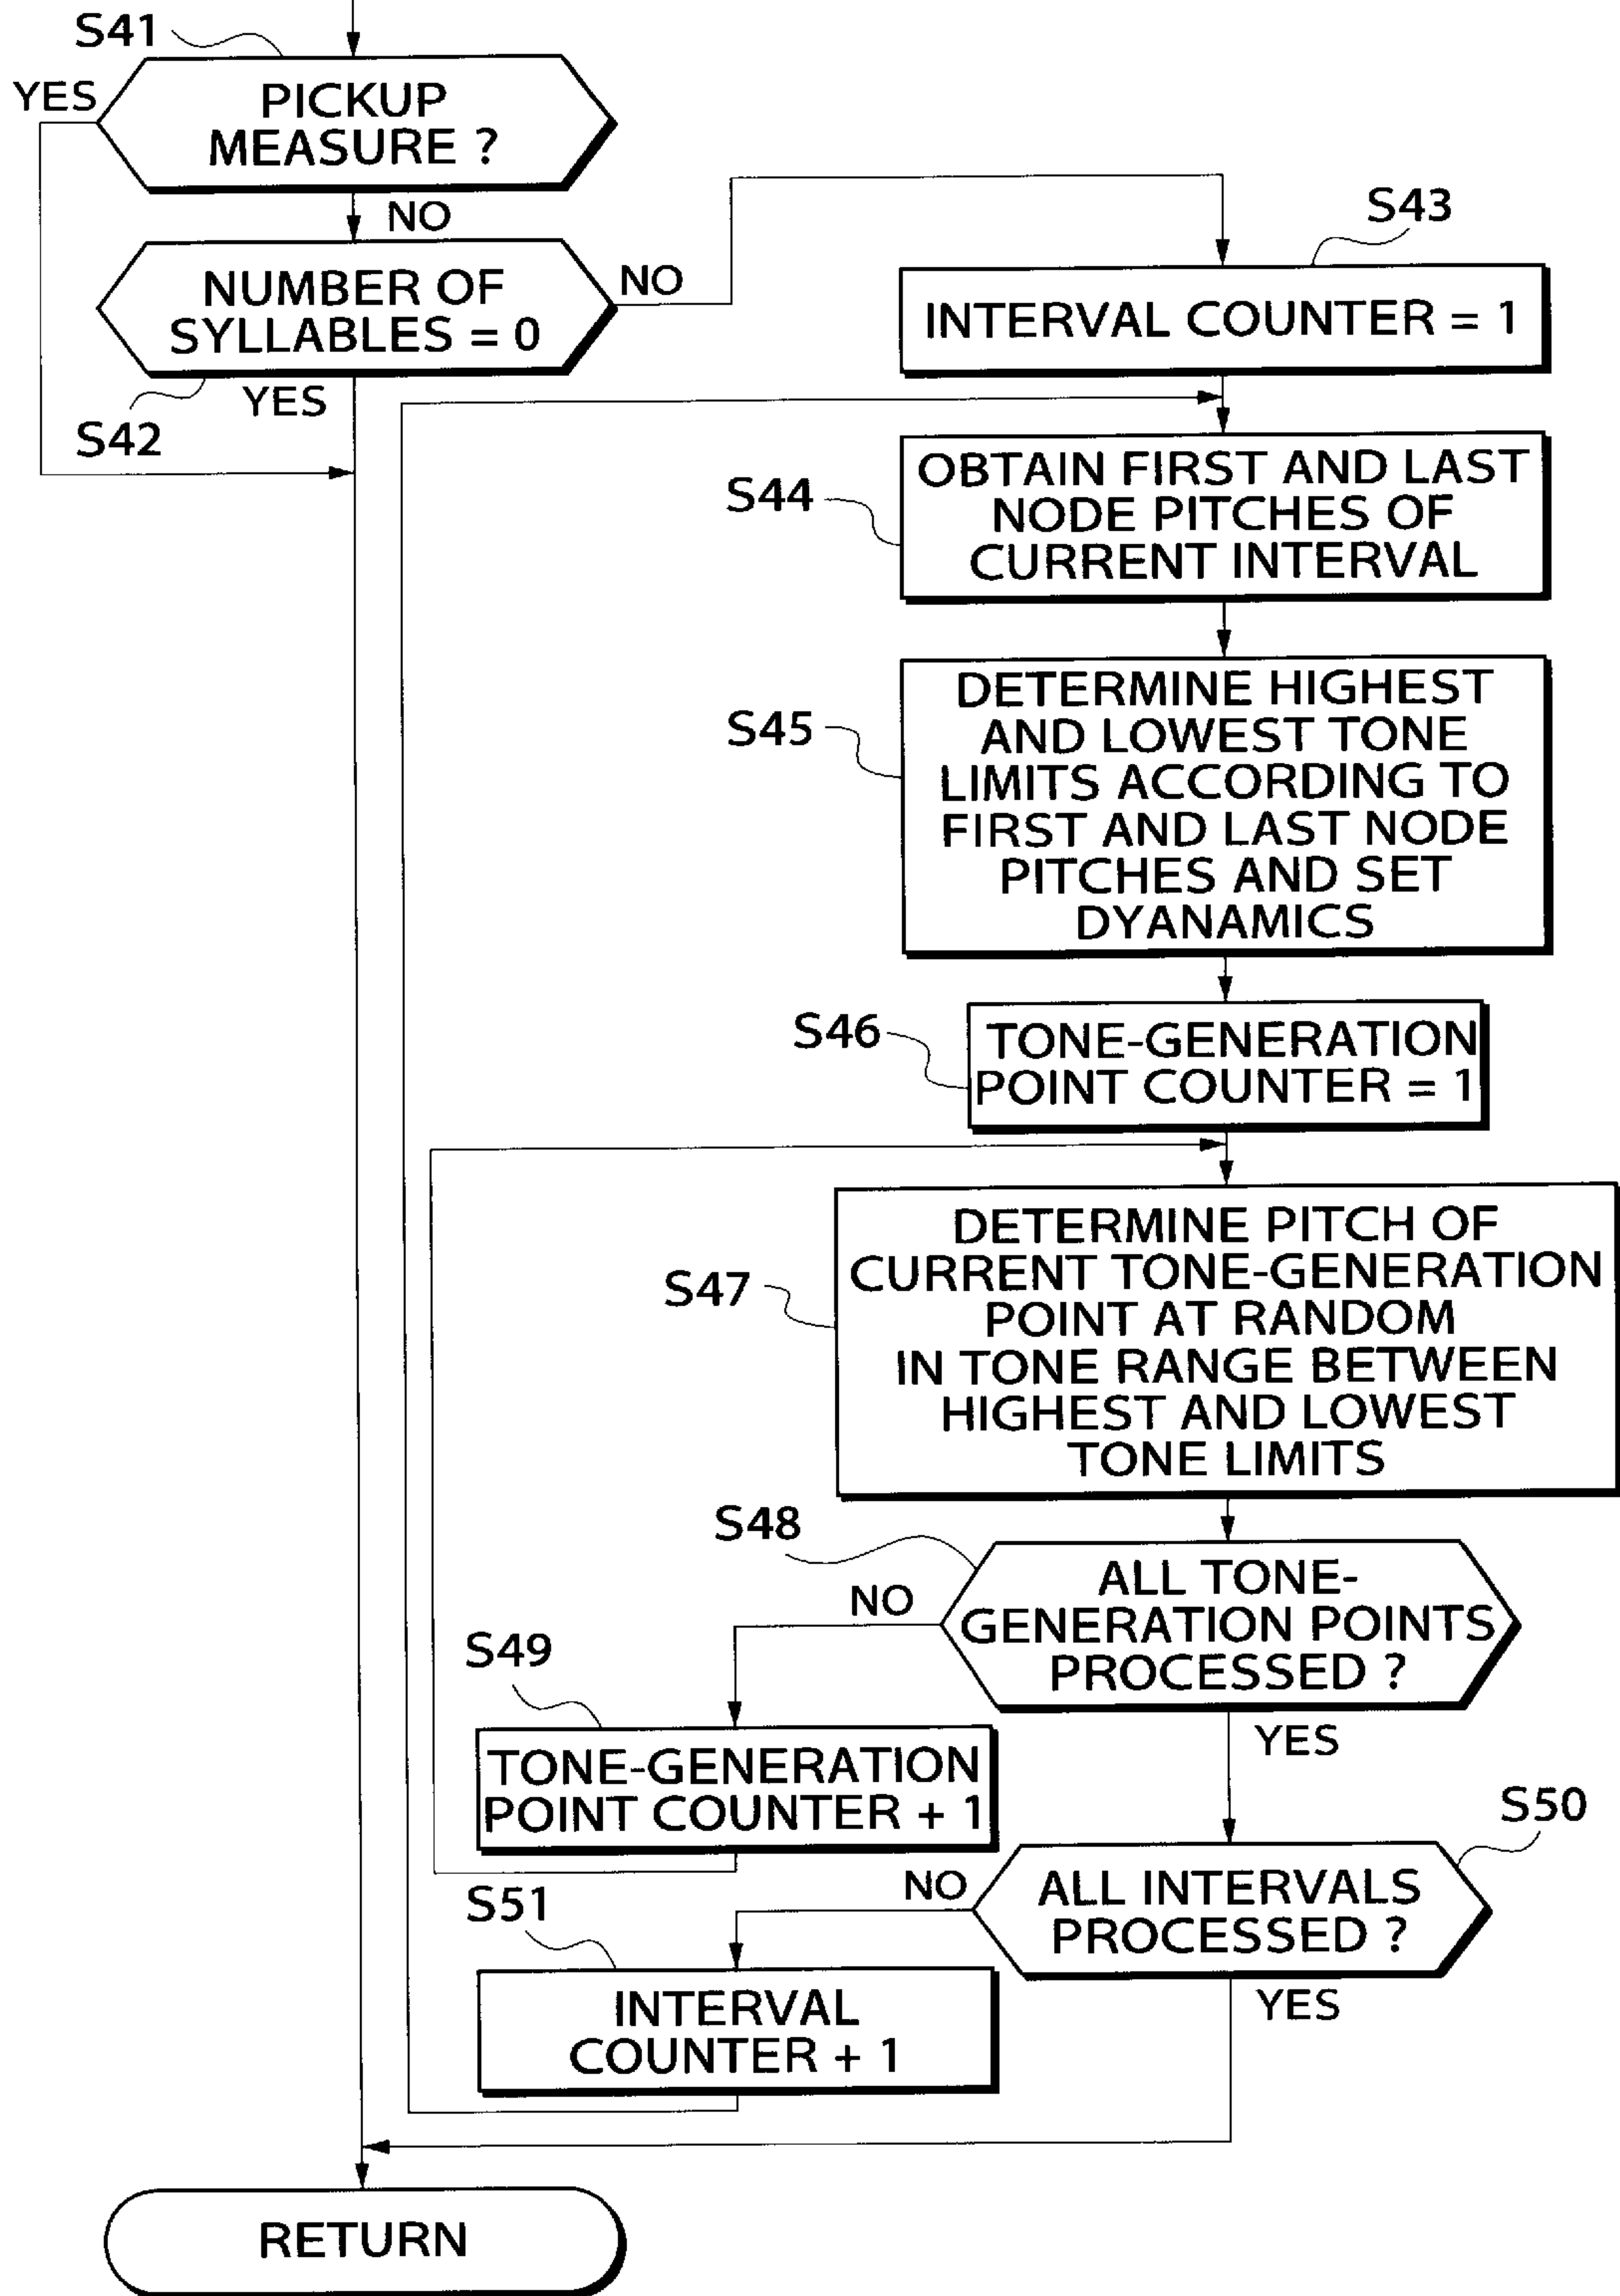 S41
YES
PICKUP
MEASURE ?
NO
NUMBER OF
SYLLABLES = 0
NO
YES
S42
S43
INTERVAL COUNTER = 1
S44
OBTAIN FIRST AND LAST
NODE PITCHES OF
CURRENT INTERVAL
S45
DETERMINE HIGHEST
AND LOWEST TONE
LIMITS ACCORDING TO
FIRST AND LAST NODE
PITCHES AND SET
DYANAMICS
S46
TONE-GENERATION
POINT COUNTER = 1
S47
DETERMINE PITCH OF
CURRENT TONE-GENERATION
POINT AT RANDOM
IN TONE RANGE BETWEEN
HIGHEST AND LOWEST
TONE LIMITS
S48
ALL TONE-
GENERATION POINTS
PROCESSED ?
NO
YES
S49
TONE-GENERATION
POINT COUNTER + 1
S50
ALL INTERVALS
PROCESSED ?
NO
YES
S51
INTERVAL
COUNTER + 1
RETURN